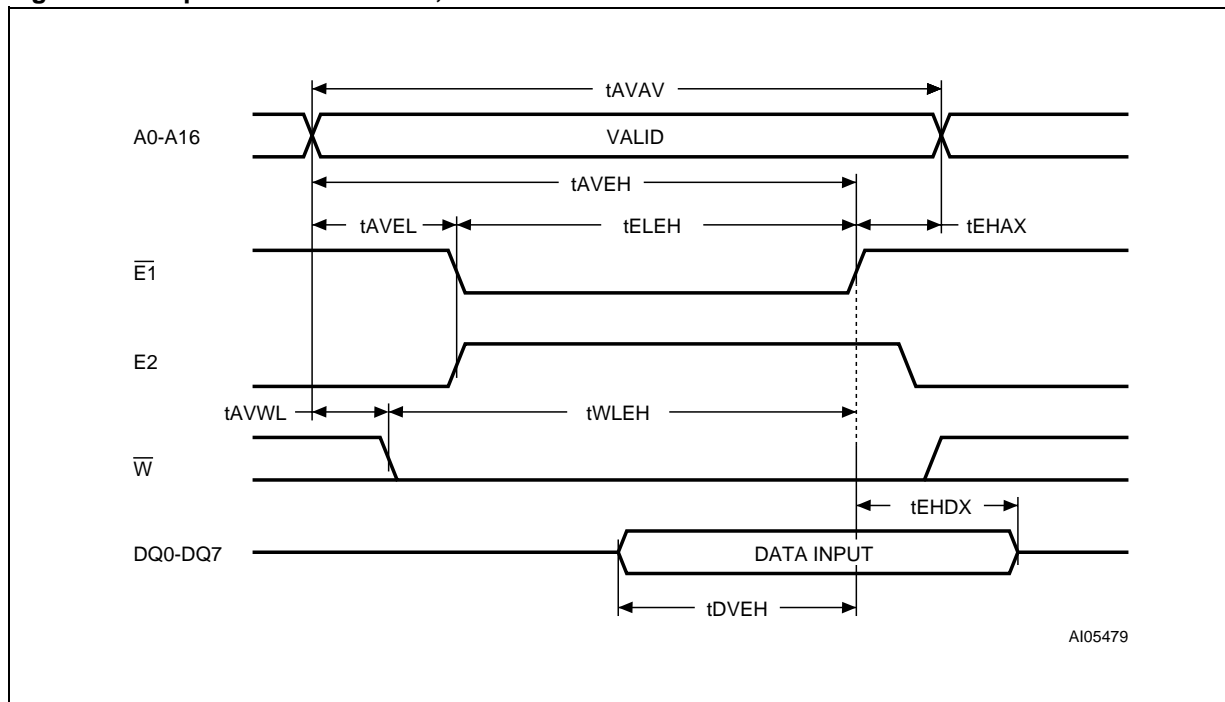 tAVAV
A0-A16
VALID
tAVEH
tAVEL
tELEH
tEHAX
E1
E2
tAVWL
tWLEH
W
tEHDX
DQ0-DQ7
DATA INPUT
tDVEH
AI05479